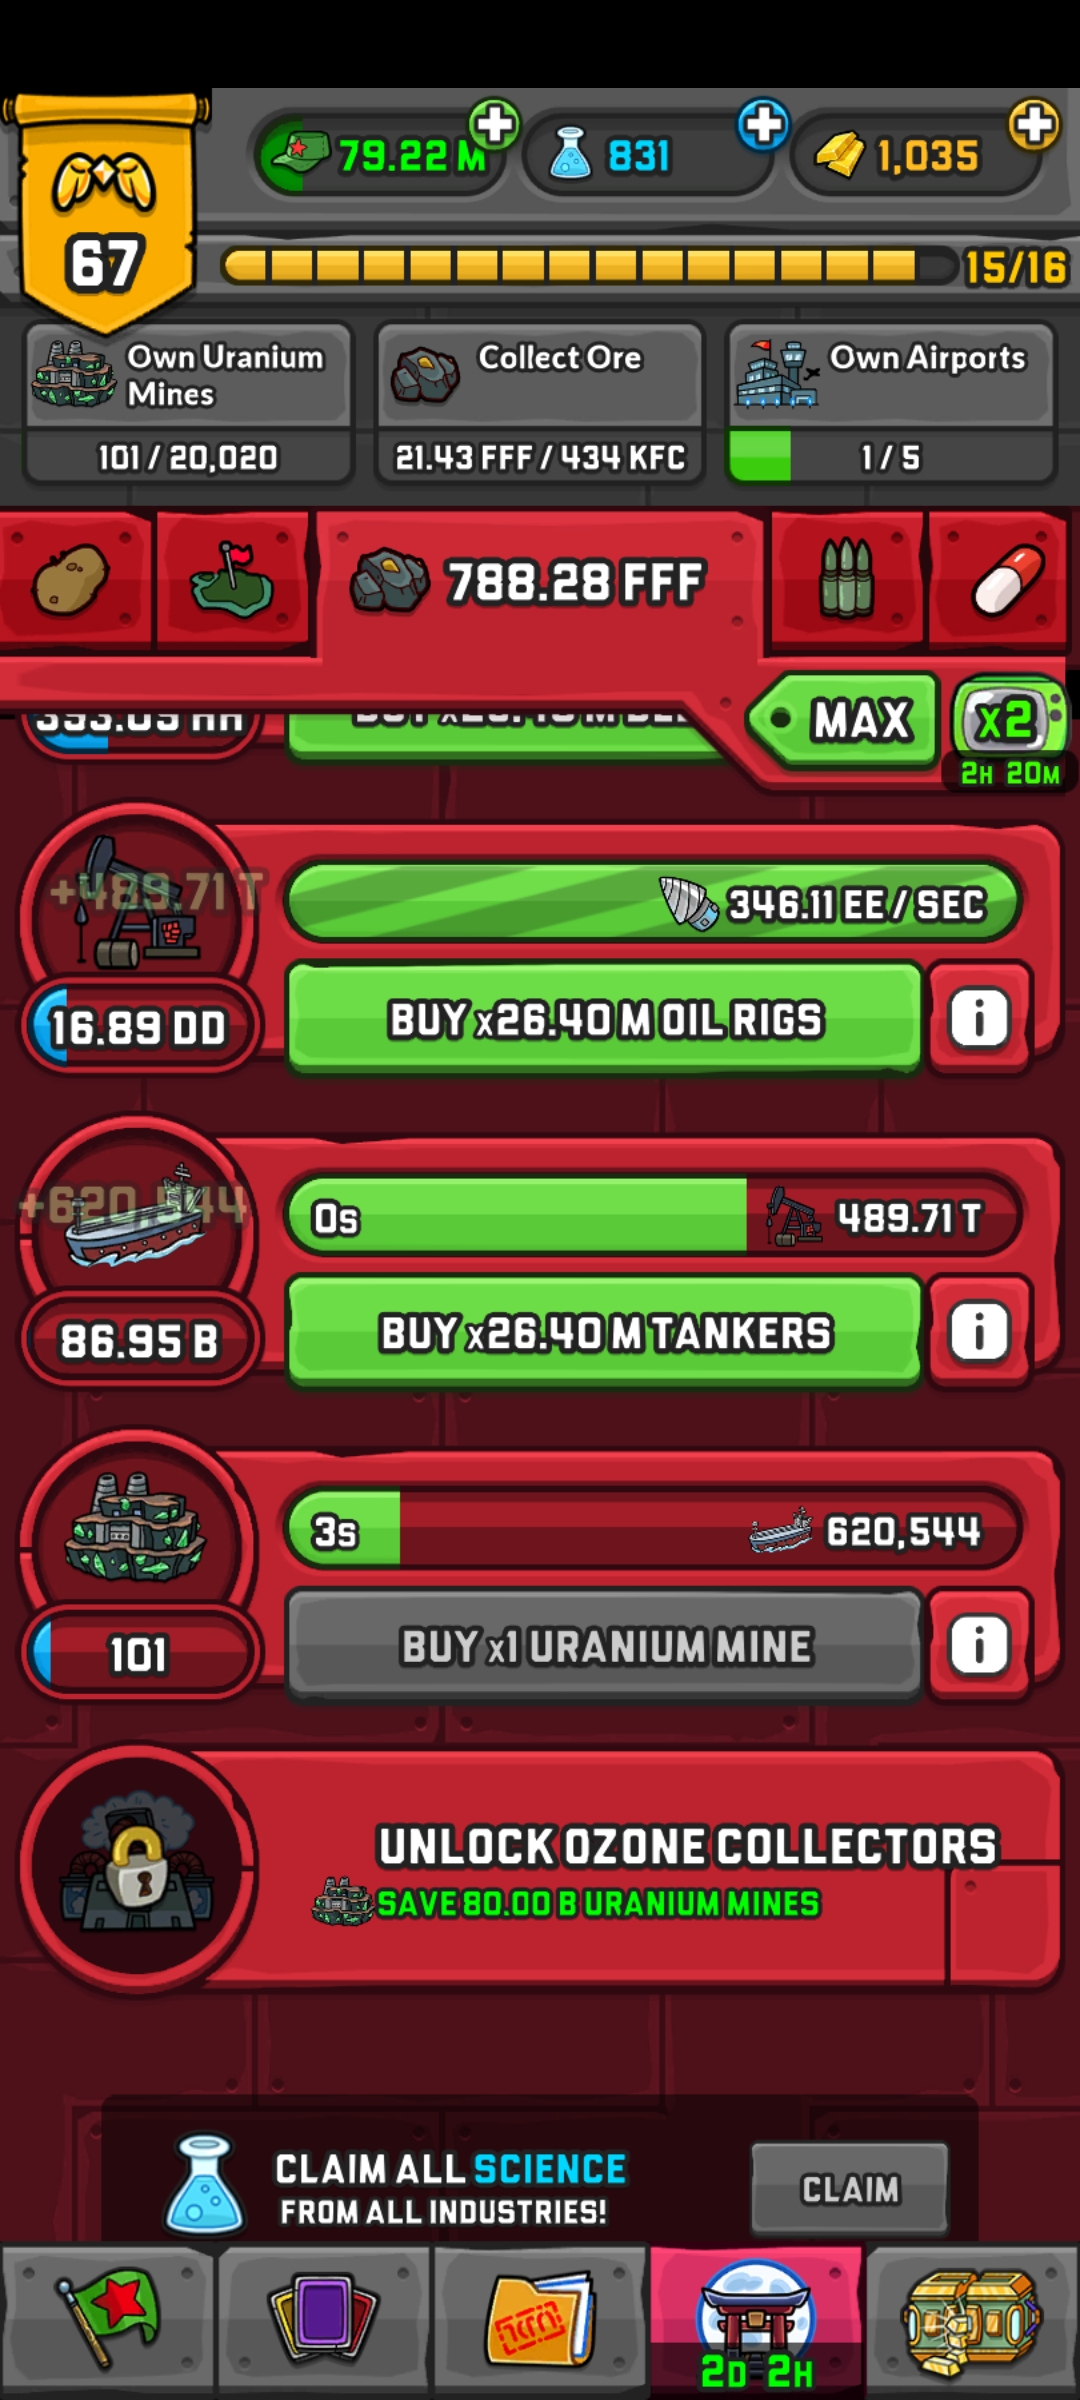 79.22 M
831
1,035
67
15/16
Own Uranium
Mines
Collect Ore
Own Airports
101 / 20,020
21.43 FFF / 434 KFC
1 / 5
788.28 FFF
MAX
x2
2H 20M
+489.71 T
346.11 EE / SEC
16.89 DD
BUY x26.40 M OIL RIGS
i
+620,544
0s
489.71 T
86.95 B
BUY x26.40 M TANKERS
i
3s
620,544
101
BUY x1 URANIUM MINE
i
UNLOCK OZONE COLLECTORS
SAVE 80.00 B URANIUM MINES
CLAIM ALL SCIENCE
FROM ALL INDUSTRIES!
CLAIM
2D 2H